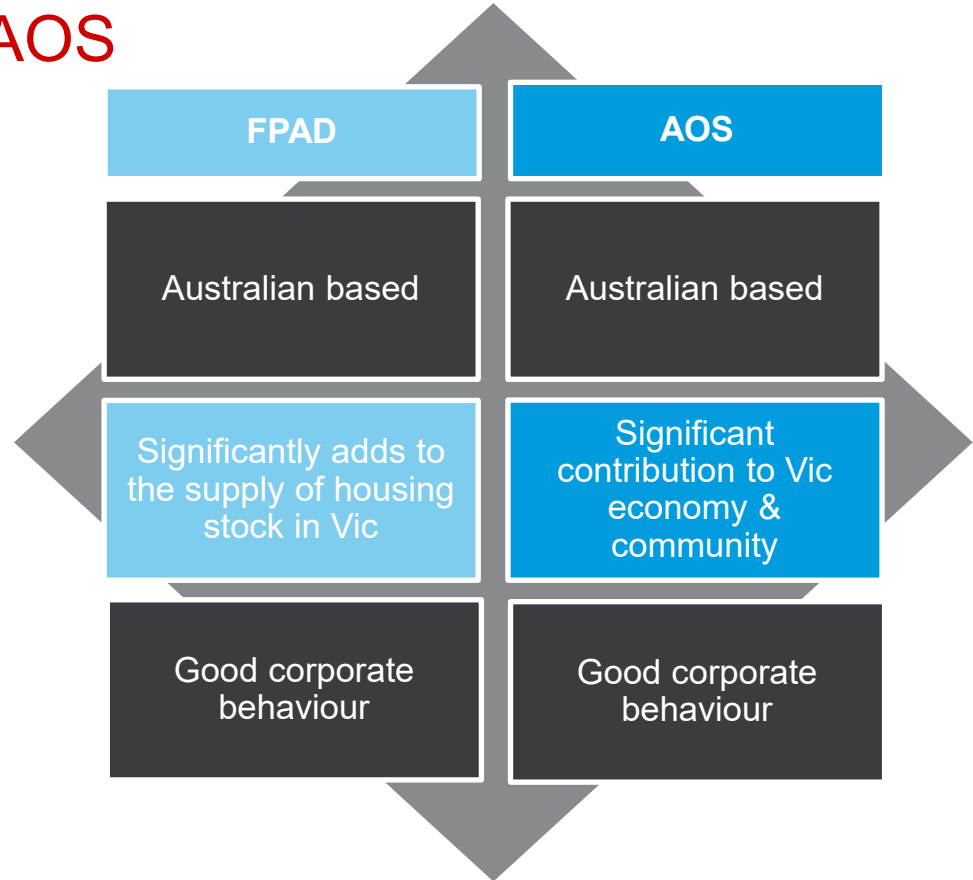 AOS
FPAD
AOS
Australian based
Australian based
Significantly adds to
the supply of housing
stock in Vic
Significant
contribution to Vic
economy &
community
Good corporate
behaviour
Good corporate
behaviour